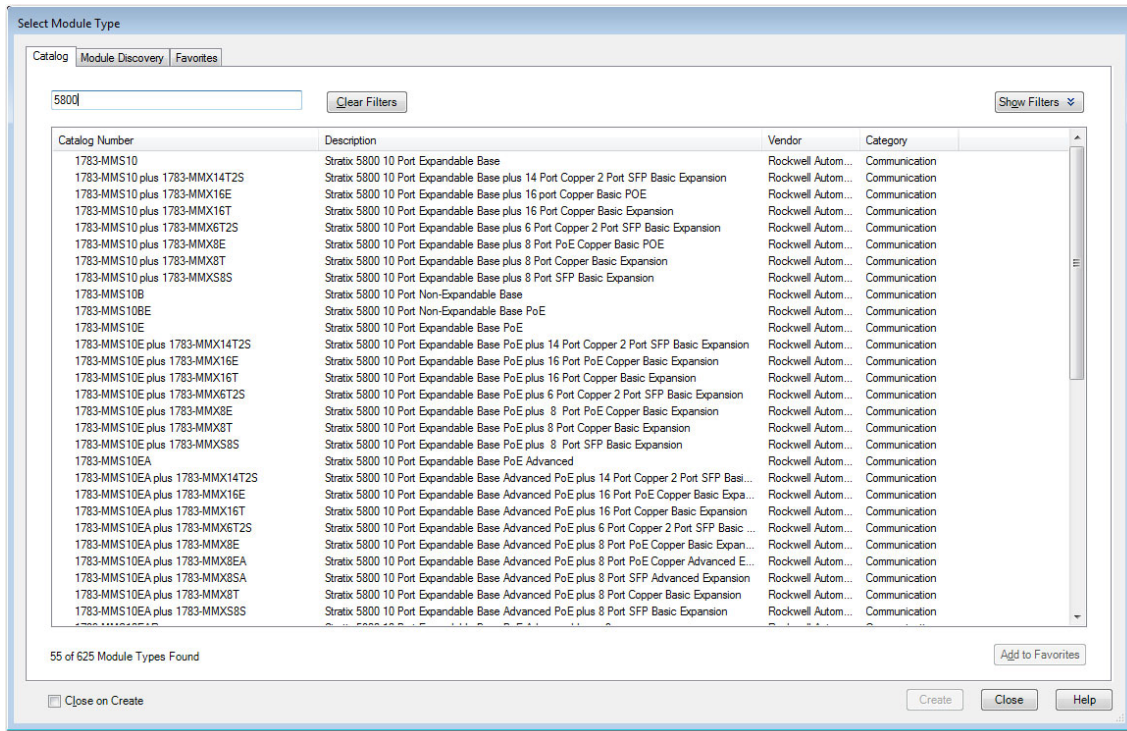 Select Module Type
Catalog Module Discovery Favorites
5800 Clear Filters Show Filters
Catalog Number Description Vendor Category
1783-MMS10 Stratix 5800 10 Port Expandable Base Rockwell Autom... Communication
1783-MMS10 plus 1783-MMX14T2S Stratix 5800 10 Port Expandable Base plus 14 Port Copper 2 Port SFP Basic Expansion Rockwell Autom... Communication
1783-MMS10 plus 1783-MMX16E Stratix 5800 10 Port Expandable Base plus 16 port Copper Basic POE Rockwell Autom... Communication
1783-MMS10 plus 1783-MMX16T Stratix 5800 10 Port Expandable Base plus 16 Port Copper Basic Expansion Rockwell Autom... Communication
1783-MMS10 plus 1783-MMX6T2S Stratix 5800 10 Port Expandable Base plus 6 Port Copper 2 Port SFP Basic Expansion Rockwell Autom... Communication
1783-MMS10 plus 1783-MMX8E Stratix 5800 10 Port Expandable Base plus 8 Port PoE Copper Basic POE Rockwell Autom... Communication
1783-MMS10 plus 1783-MMX8T Stratix 5800 10 Port Expandable Base plus 8 Port Copper Basic Expansion Rockwell Autom... Communication
1783-MMS10 plus 1783-MMXS8S Stratix 5800 10 Port Expandable Base plus 8 Port SFP Basic Expansion Rockwell Autom... Communication
1783-MMS10B Stratix 5800 10 Port Non-Expandable Base Rockwell Autom... Communication
1783-MMS10BE Stratix 5800 10 Port Non-Expandable Base PoE Rockwell Autom... Communication
1783-MMS10E Stratix 5800 10 Port Expandable Base PoE Rockwell Autom... Communication
1783-MMS10E plus 1783-MMX14T2S Stratix 5800 10 Port Expandable Base PoE plus 14 Port Copper 2 Port SFP Basic Expansion Rockwell Autom... Communication
1783-MMS10E plus 1783-MMX16E Stratix 5800 10 Port Expandable Base PoE plus 16 Port PoE Copper Basic Expansion Rockwell Autom... Communication
1783-MMS10E plus 1783-MMX16T Stratix 5800 10 Port Expandable Base PoE plus 16 Port Copper Basic Expansion Rockwell Autom... Communication
1783-MMS10E plus 1783-MMX6T2S Stratix 5800 10 Port Expandable Base PoE plus 6 Port Copper 2 Port SFP Basic Expansion Rockwell Autom... Communication
1783-MMS10E plus 1783-MMX8E Stratix 5800 10 Port Expandable Base PoE plus 8 Port PoE Copper Basic Expansion Rockwell Autom... Communication
1783-MMS10E plus 1783-MMX8T Stratix 5800 10 Port Expandable Base PoE plus 8 Port Copper Basic Expansion Rockwell Autom... Communication
1783-MMS10E plus 1783-MMXS8S Stratix 5800 10 Port Expandable Base PoE plus 8 Port SFP Basic Expansion Rockwell Autom... Communication
1783-MMS10EA Stratix 5800 10 Port Expandable Base PoE Advanced Rockwell Autom... Communication
1783-MMS10EA plus 1783-MMX14T2S Stratix 5800 10 Port Expandable Base Advanced PoE plus 14 Port Copper 2 Port SFP Basi... Rockwell Autom... Communication
1783-MMS10EA plus 1783-MMX16E Stratix 5800 10 Port Expandable Base Advanced PoE plus 16 Port PoE Copper Basic Expa... Rockwell Autom... Communication
1783-MMS10EA plus 1783-MMX16T Stratix 5800 10 Port Expandable Base Advanced PoE plus 16 Port Copper Basic Expansion Rockwell Autom... Communication
1783-MMS10EA plus 1783-MMX6T2S Stratix 5800 10 Port Expandable Base Advanced PoE plus 6 Port Copper 2 Port SFP Basic ... Rockwell Autom... Communication
1783-MMS10EA plus 1783-MMX8E Stratix 5800 10 Port Expandable Base Advanced PoE plus 8 Port PoE Copper Basic Expan... Rockwell Autom... Communication
1783-MMS10EA plus 1783-MMX8EA Stratix 5800 10 Port Expandable Base Advanced PoE plus 8 Port PoE Copper Advanced E... Rockwell Autom... Communication
1783-MMS10EA plus 1783-MMX8SA Stratix 5800 10 Port Expandable Base Advanced PoE plus 8 Port SFP Advanced Expansion Rockwell Autom... Communication
1783-MMS10EA plus 1783-MMX8T Stratix 5800 10 Port Expandable Base Advanced PoE plus 8 Port Copper Basic Expansion Rockwell Autom... Communication
1783-MMS10EA plus 1783-MMXS8S Stratix 5800 10 Port Expandable Base Advanced PoE plus 8 Port SFP Basic Expansion Rockwell Autom... Communication
55 of 625 Module Types Found Add to Favorites
Close on Create Create Close Help